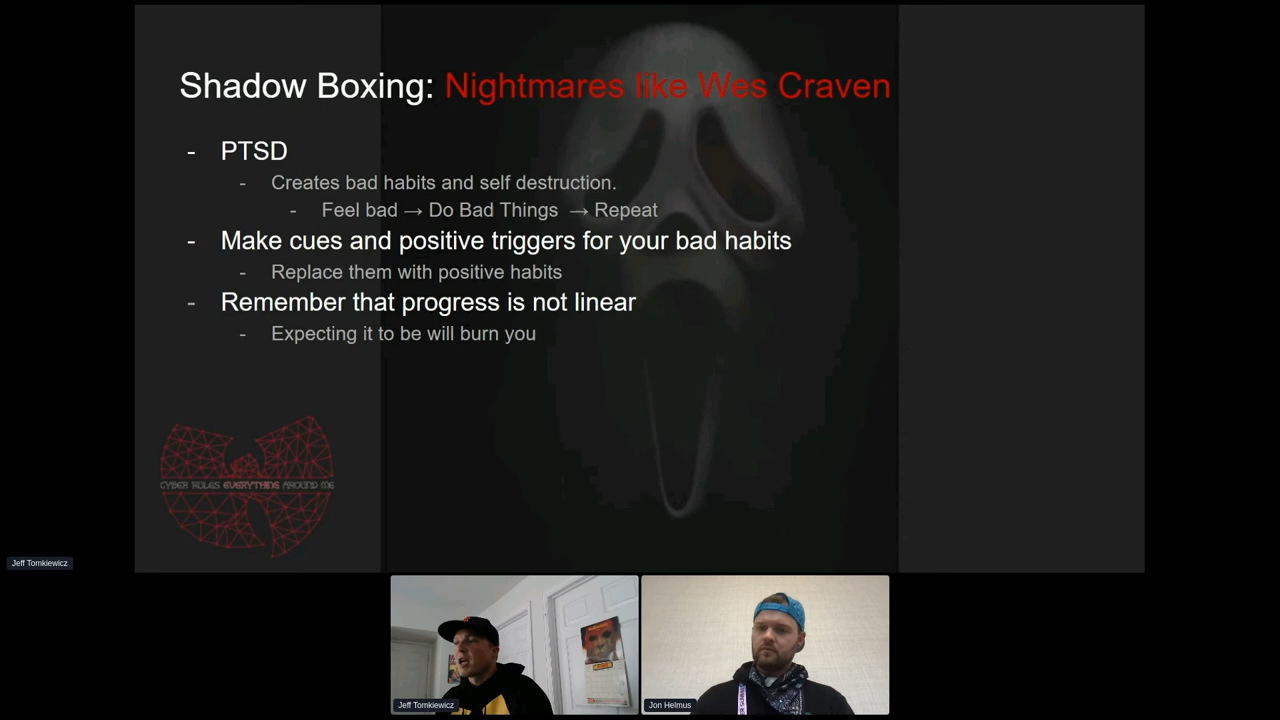 Shadow Boxing: Nightmares like Wes Craven
- PTSD
- Creates bad habits and self destruction.
- Feel bad → Do Bad Things → Repeat
- Make cues and positive triggers for your bad habits
- Replace them with positive habits
- Remember that progress is not linear
- Expecting it to be will burn you
CYBER RULES EVERYTHING AROUND ME
Jeff Tomkiewicz
Jeff Tomkiewicz
Jon Helmus